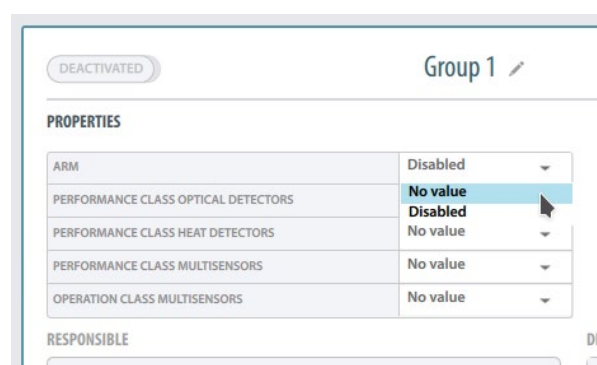 DEACTIVATED
Group 1
PROPERTIES
ARM Disabled
No value
PERFORMANCE CLASS OPTICAL DETECTORS
Disabled
PERFORMANCE CLASS HEAT DETECTORS No value
PERFORMANCE CLASS MULTISENSORS No value
OPERATION CLASS MULTISENSORS No value
RESPONSIBLE